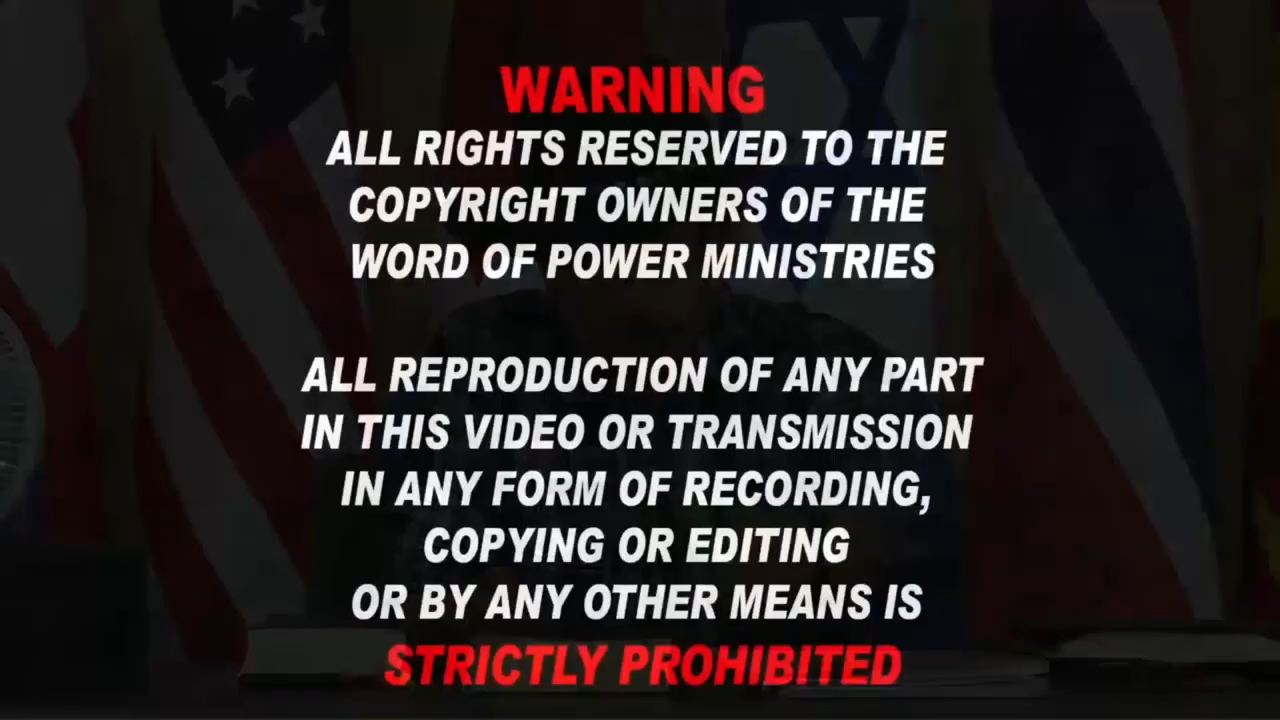 WARNING
ALL RIGHTS RESERVED TO THE
COPYRIGHT OWNERS OF THE
WORD OF POWER MINISTRIES
ALL REPRODUCTION OF ANY PART
IN THIS VIDEO OR TRANSMISSION
IN ANY FORM OF RECORDING,
COPYING OR EDITING
OR BY ANY OTHER MEANS IS
STRICTLY PROHIBITED